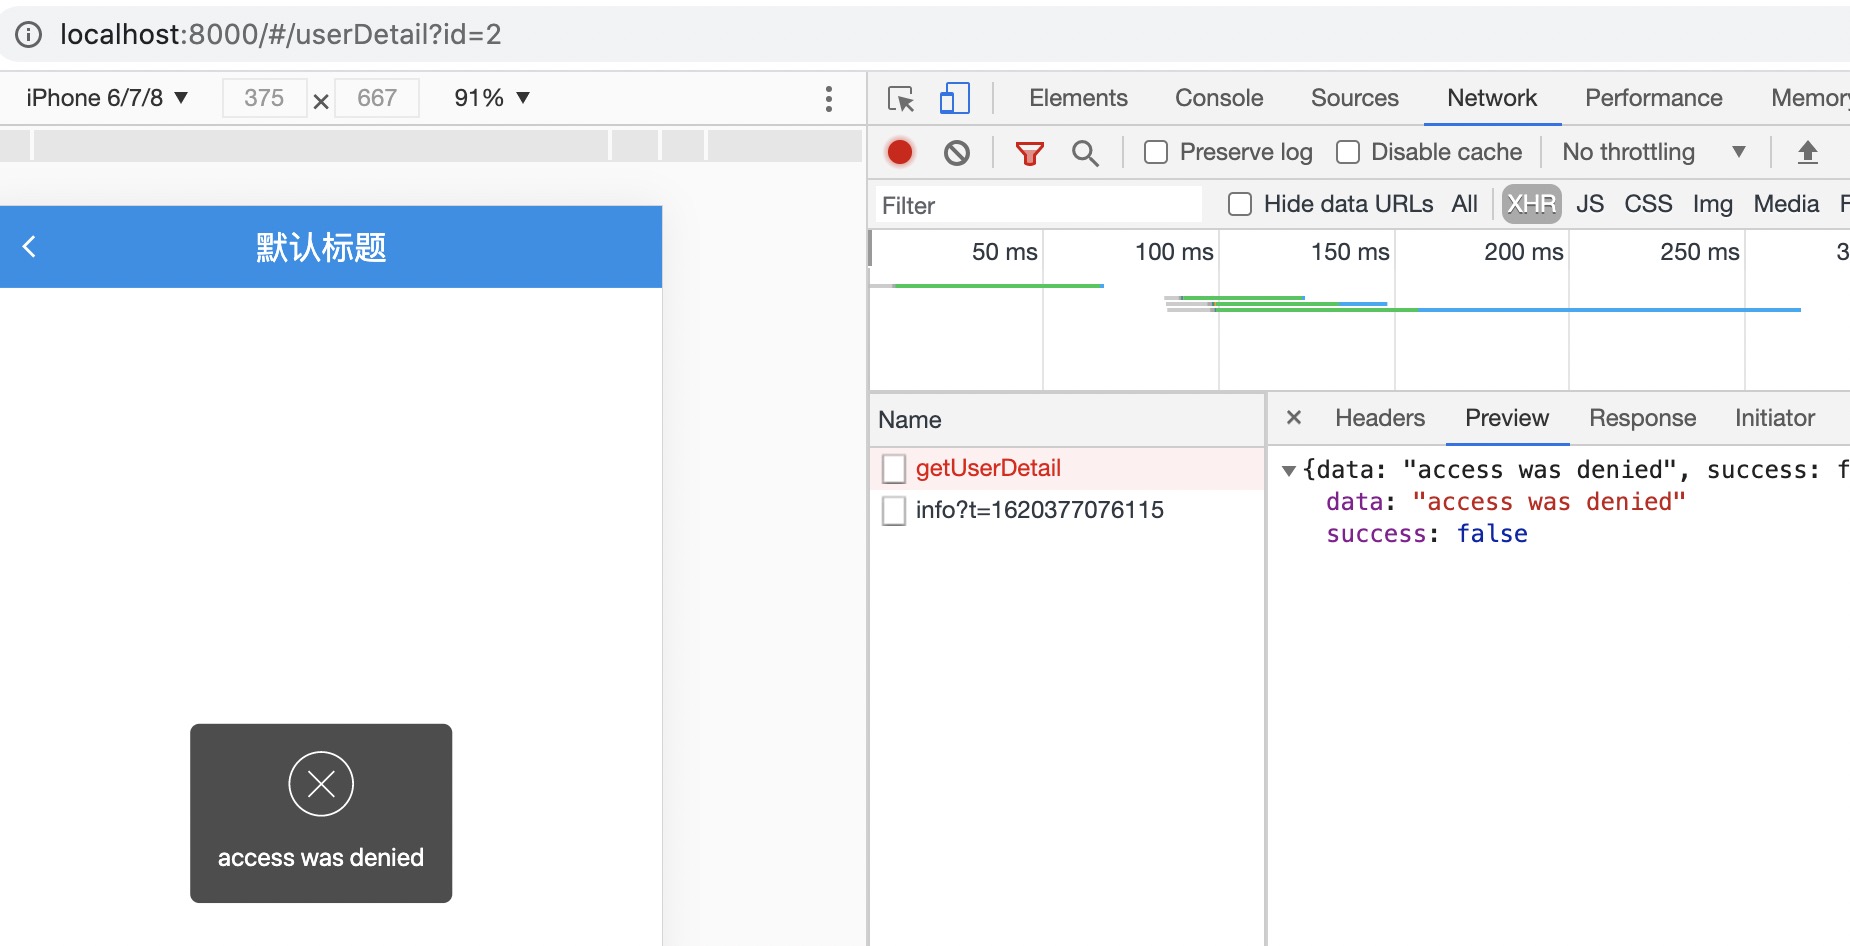 localhost:8000/#/userDetail?id=2
iPhone 6/7/8 ▼ 375 × 667 91% ▼
Elements Console Sources Network Performance Memory
Preserve log Disable cache No throttling ▼
Filter Hide data URLs All XHR JS CSS Img Media F
50 ms 100 ms 150 ms 200 ms 250 ms 3
默认标题
Name
getUserDetail
info?t=1620377076115
× Headers Preview Response Initiator
▼{data: "access was denied", success: f
data: "access was denied"
success: false
access was denied